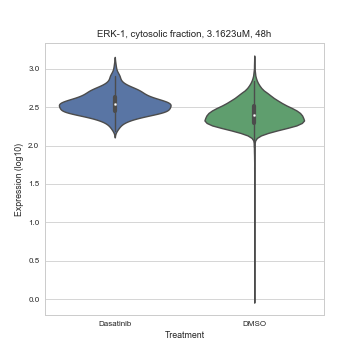 ERK-1, cytosolic fraction, 3.1623uM, 48h
3.0
2.5
2.0
1.5
1.0
0.5
0.0
Expression (log10)
Dasatinib
DMSO
Treatment